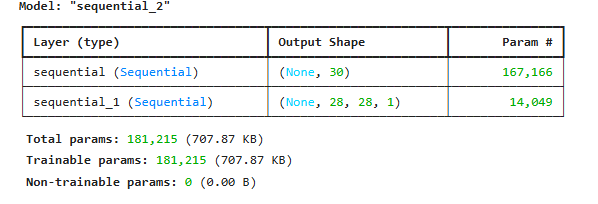 Model: "sequential_2"
Layer (type) Output Shape Param #
sequential (Sequential) (None, 30) 167,166
sequential_1 (Sequential) (None, 28, 28, 1) 14,049
Total params: 181,215 (707.87 KB)
Trainable params: 181,215 (707.87 KB)
Non-trainable params: 0 (0.00 B)